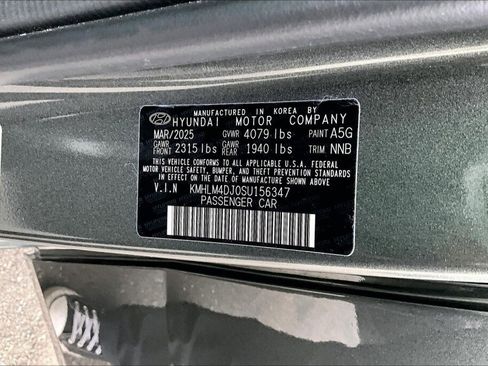 MANUFACTURED IN KOREA BY
HYUNDAI MOTOR COMPANY
MAR/2025 GVWR 4079 lbs PAINT A5G
GAWR FRONT 2315 lbs GAWR REAR 1940 lbs TRIM NNB
THIS VEHICLE CONFORMS TO ALL APPLICABLE U.S.A. FEDERAL
MOTOR VEHICLE SAFETY, BUMPER, AND THEFT PREVENTION
STANDARDS IN EFFECT ON THE DATE OF MANUFACTURE SHOWN ABOVE.
V.I.N KMHLM4DJ0SU156347
PASSENGER CAR